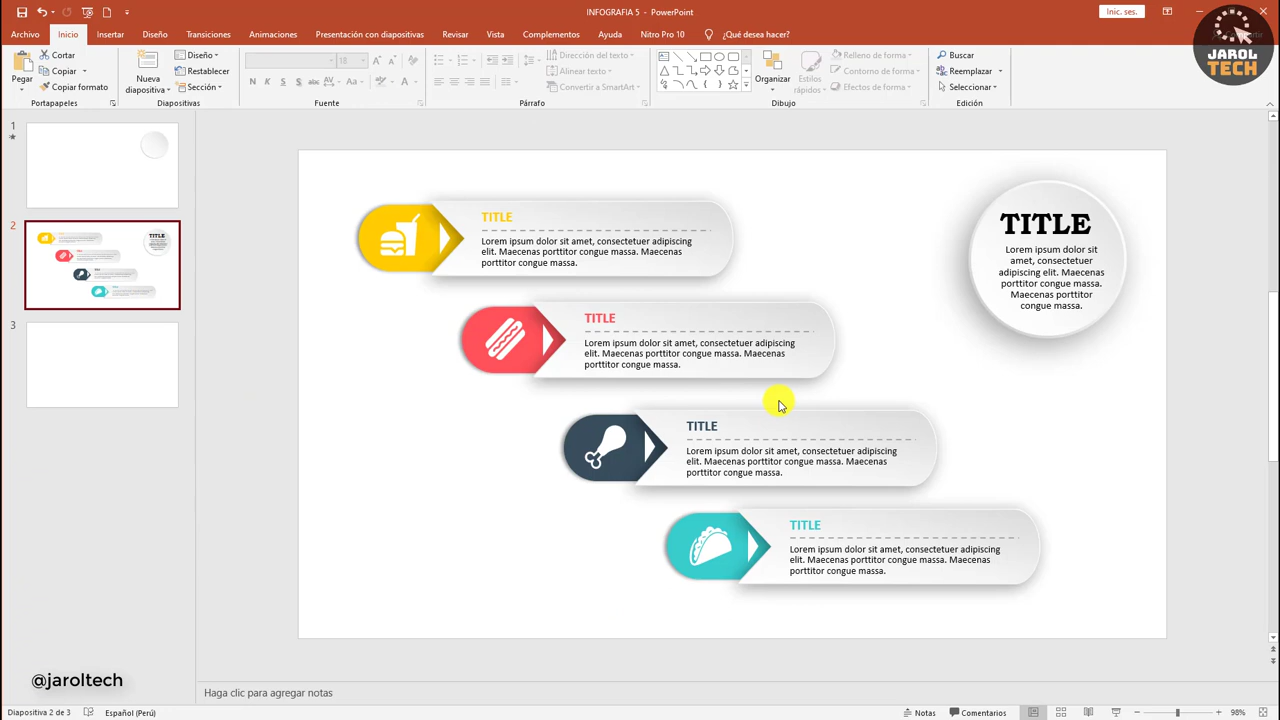 INFOGRAFIA 5 - PowerPoint
Inic. ses.
Archivo Inicio Insertar Diseño Transiciones Animaciones Presentación con diapositivas Revisar Vista Complementos Ayuda Nitro Pro 10 ¿Qué desea hacer?
JAROL
TECH
Pegar
Cortar
Copiar
Copiar formato
Portapapeles
Nueva
diapositiva
Diseño
Restablecer
Sección
Diapositivas
18
N K S abc AV Aa A
Fuente
Dirección del texto
Alinear texto
Convertir a SmartArt
Párrafo
Organizar
Estilos
rápidos
Relleno de forma
Contorno de forma
Efectos de forma
Dibujo
Buscar
Reemplazar
Seleccionar
Edición
1
2
3
TITLE
Lorem ipsum dolor sit amet, consectetuer adipiscing
elit. Maecenas porttitor congue massa. Maecenas
porttitor congue massa.
TITLE
Lorem ipsum dolor sit
amet, consectetuer
adipiscing elit. Maecenas
porttitor congue massa.
Maecenas porttitor
congue massa.
TITLE
Lorem ipsum dolor sit amet, consectetuer adipiscing
elit. Maecenas porttitor congue massa. Maecenas
porttitor congue massa.
TITLE
Lorem ipsum dolor sit amet, consectetuer adipiscing
elit. Maecenas porttitor congue massa. Maecenas
porttitor congue massa.
TITLE
Lorem ipsum dolor sit amet, consectetuer adipiscing
elit. Maecenas porttitor congue massa. Maecenas
porttitor congue massa.
@jaroltech
Haga clic para agregar notas
Diapositiva 2 de 3 Español (Perú) Notas Comentarios 98%